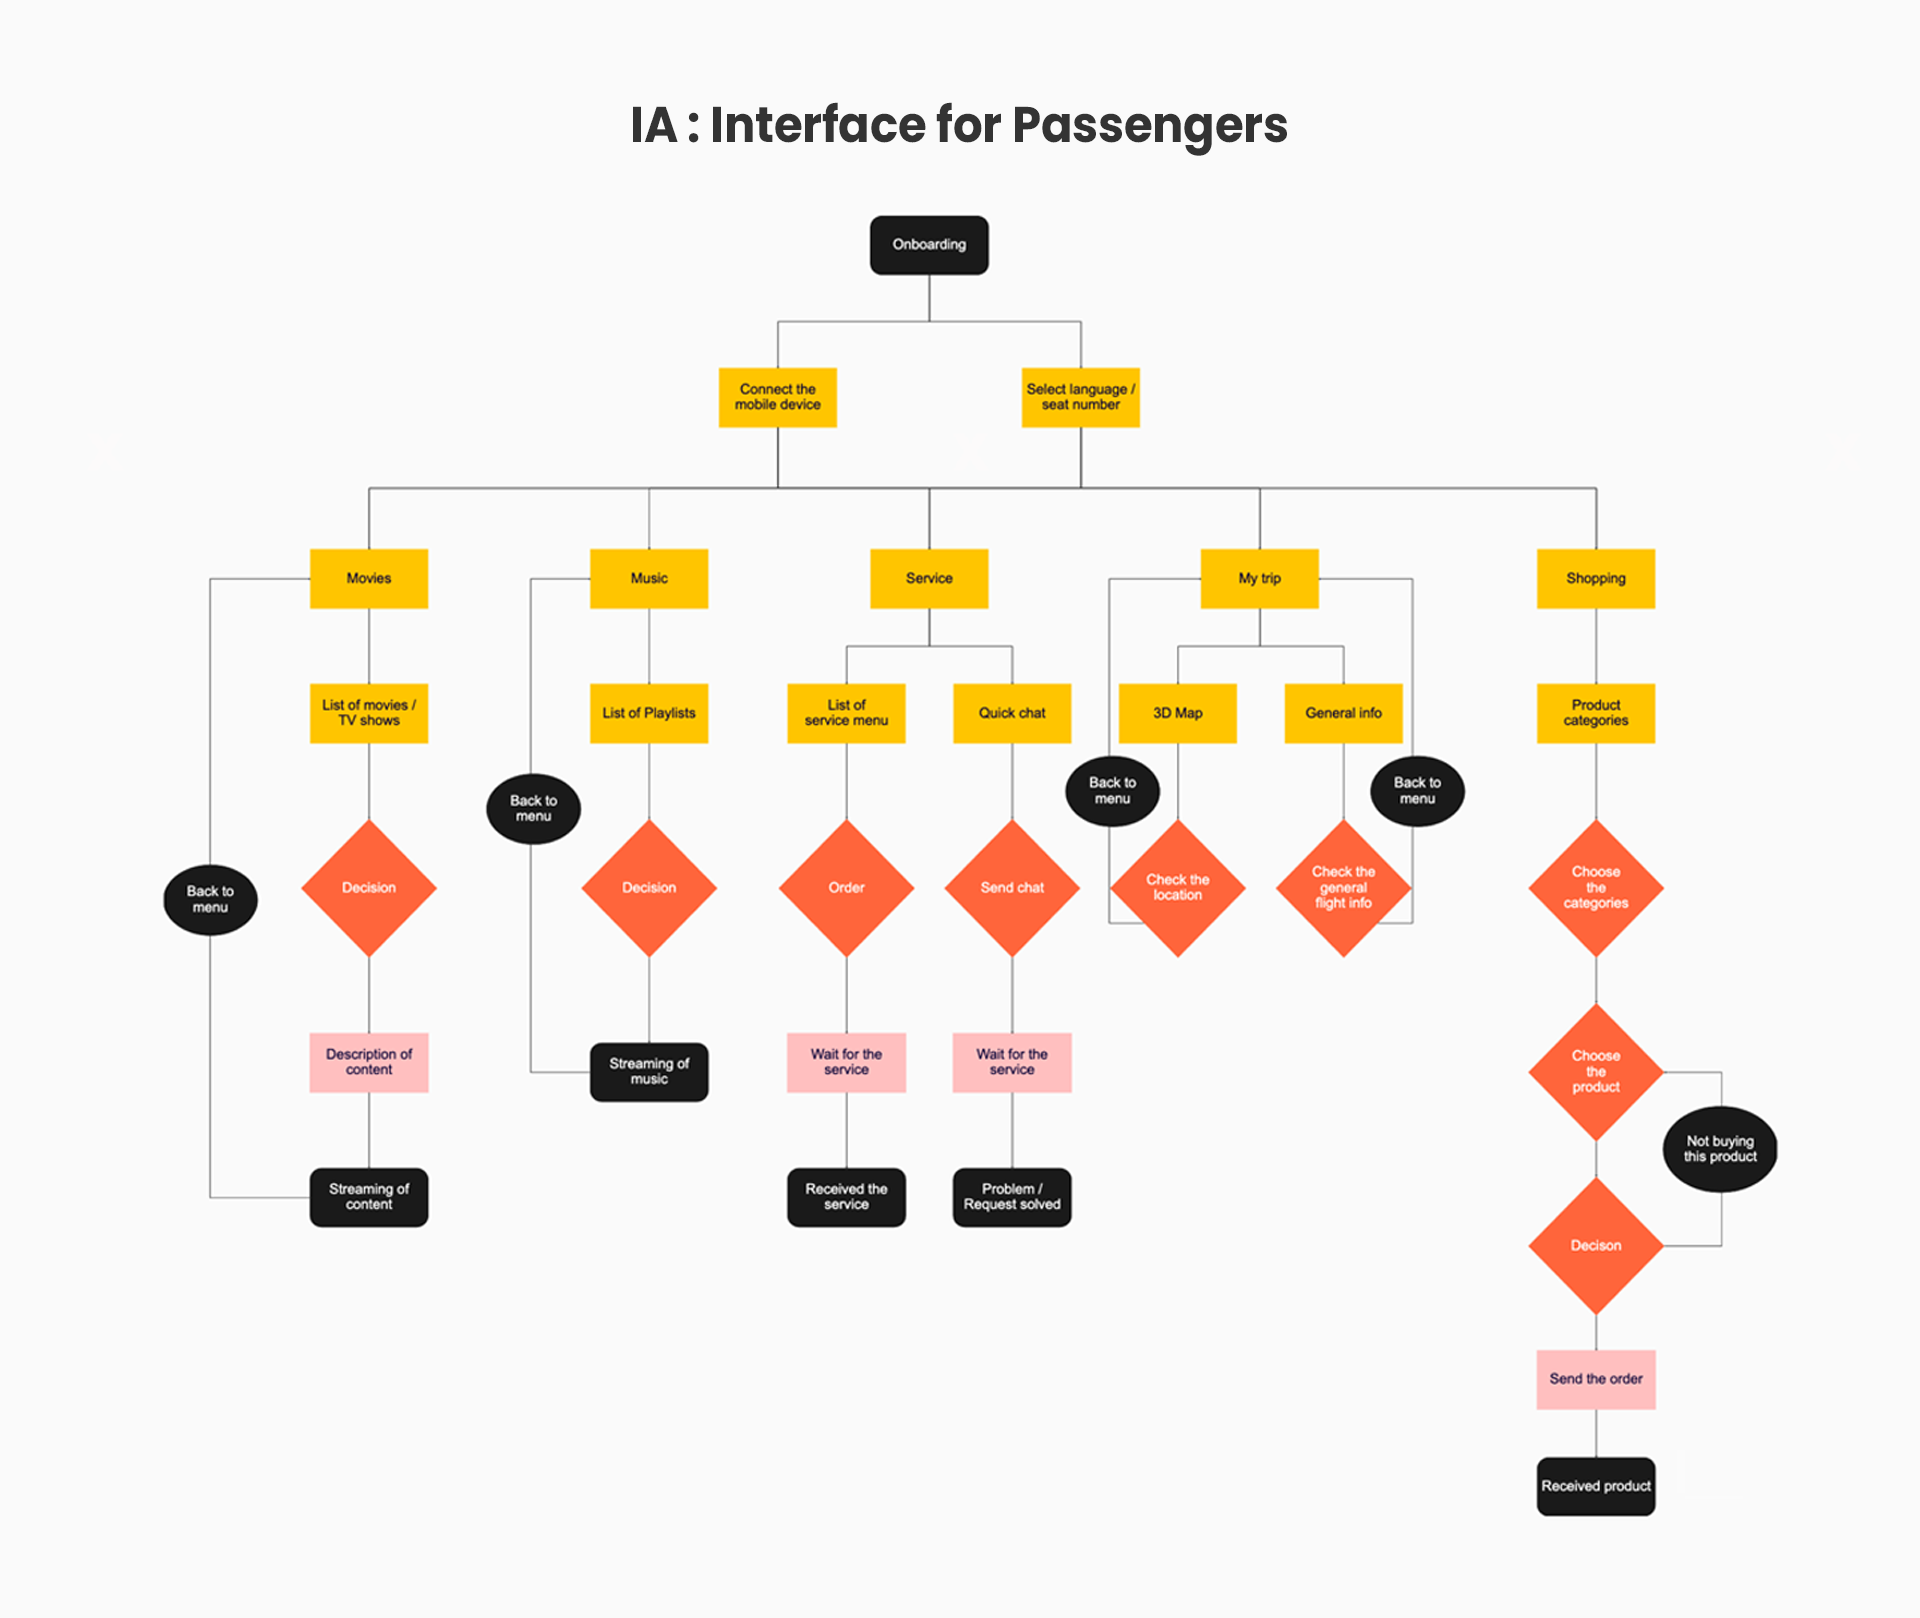 IA : Interface for Passengers
Onboarding
Connect the
mobile device
Select language /
seat number
Movies
Music
Service
My trip
Shopping
List of movies /
TV shows
List of Playlists
List of
service menu
Quick chat
3D Map
General info
Product
categories
Back to
menu
Back to
menu
Back to
menu
Back to
menu
Decision
Decision
Order
Send chat
Check the
location
Check the
general
flight info
Choose
the
categories
Description of
content
Streaming of
music
Wait for the
service
Wait for the
service
Choose
the
product
Not buying
this product
Streaming of
content
Received the
service
Problem /
Request solved
Decison
Send the order
Received product